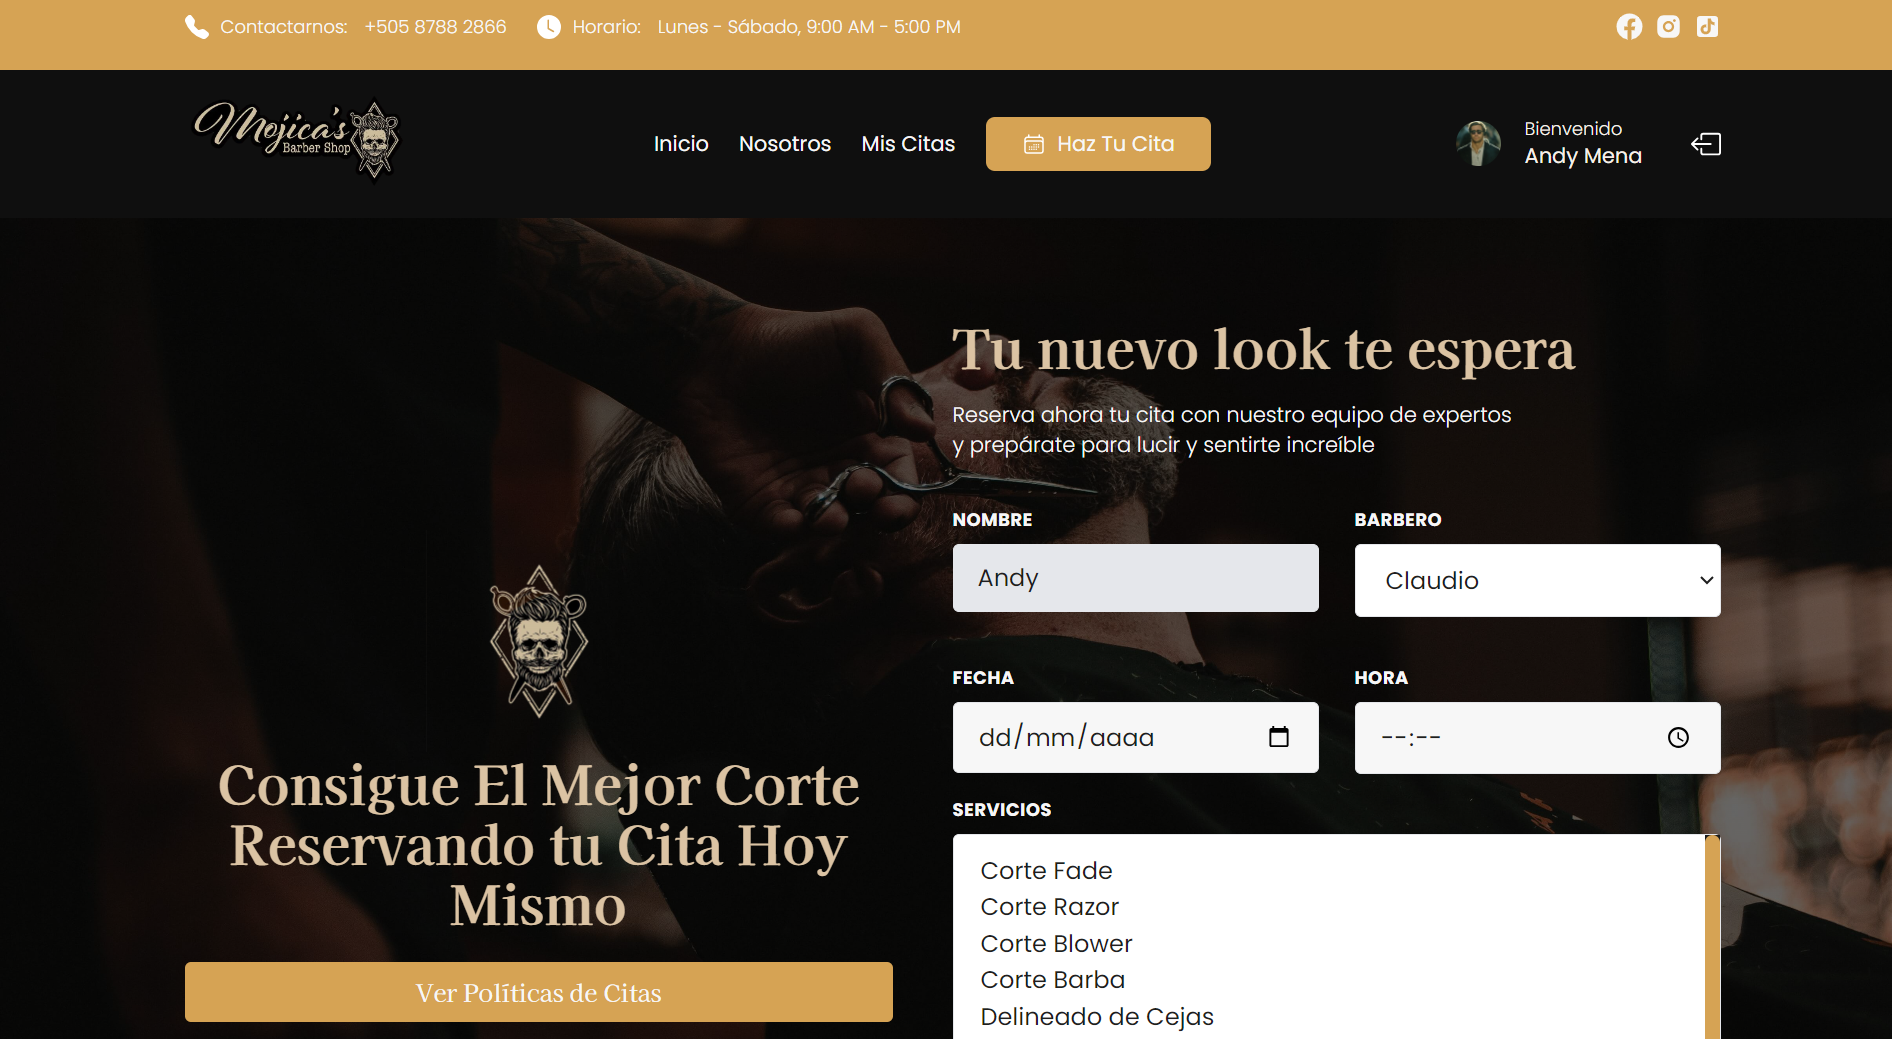 Contactarnos: +505 8788 2866 Horario: Lunes - Sábado, 9:00 AM - 5:00 PM
Mojica's
Barber Shop
Inicio Nosotros Mis Citas Haz Tu Cita
Bienvenido
Andy Mena
Tu nuevo look te espera
Reserva ahora tu cita con nuestro equipo de expertos
y prepárate para lucir y sentirte increíble
NOMBRE BARBERO
Andy Claudio
FECHA HORA
dd/mm/aaaa --:--
SERVICIOS
Corte Fade
Corte Razor
Corte Blower
Corte Barba
Delineado de Cejas
Consigue El Mejor Corte
Reservando tu Cita Hoy
Mismo
Ver Políticas de Citas